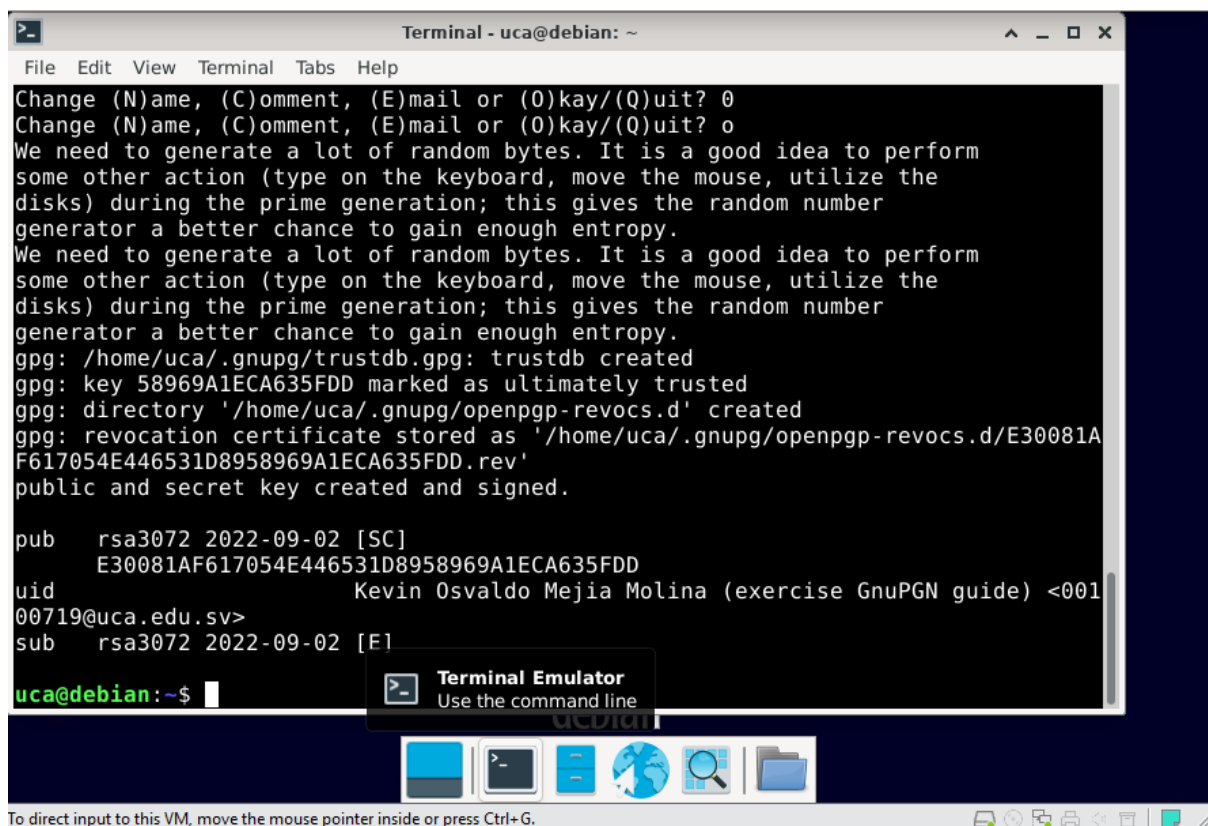 Terminal - uca@debian: ~
File Edit View Terminal Tabs Help
Change (N)ame, (C)omment, (E)mail or (O)kay/(Q)uit? 0
Change (N)ame, (C)omment, (E)mail or (O)kay/(Q)uit? o
We need to generate a lot of random bytes. It is a good idea to perform
some other action (type on the keyboard, move the mouse, utilize the
disks) during the prime generation; this gives the random number
generator a better chance to gain enough entropy.
We need to generate a lot of random bytes. It is a good idea to perform
some other action (type on the keyboard, move the mouse, utilize the
disks) during the prime generation; this gives the random number
generator a better chance to gain enough entropy.
gpg: /home/uca/.gnupg/trustdb.gpg: trustdb created
gpg: key 58969A1ECA635FDD marked as ultimately trusted
gpg: directory '/home/uca/.gnupg/openpgp-revocs.d' created
gpg: revocation certificate stored as '/home/uca/.gnupg/openpgp-revocs.d/E30081A
F617054E446531D8958969A1ECA635FDD.rev'
public and secret key created and signed.
pub   rsa3072 2022-09-02 [SC]
      E30081AF617054E446531D8958969A1ECA635FDD
uid                      Kevin Osvaldo Mejia Molina (exercise GnuPGN guide) <001
00719@uca.edu.sv>
sub   rsa3072 2022-09-02 [E]
uca@debian:~$
Terminal Emulator
Use the command line
debian
To direct input to this VM, move the mouse pointer inside or press Ctrl+G.